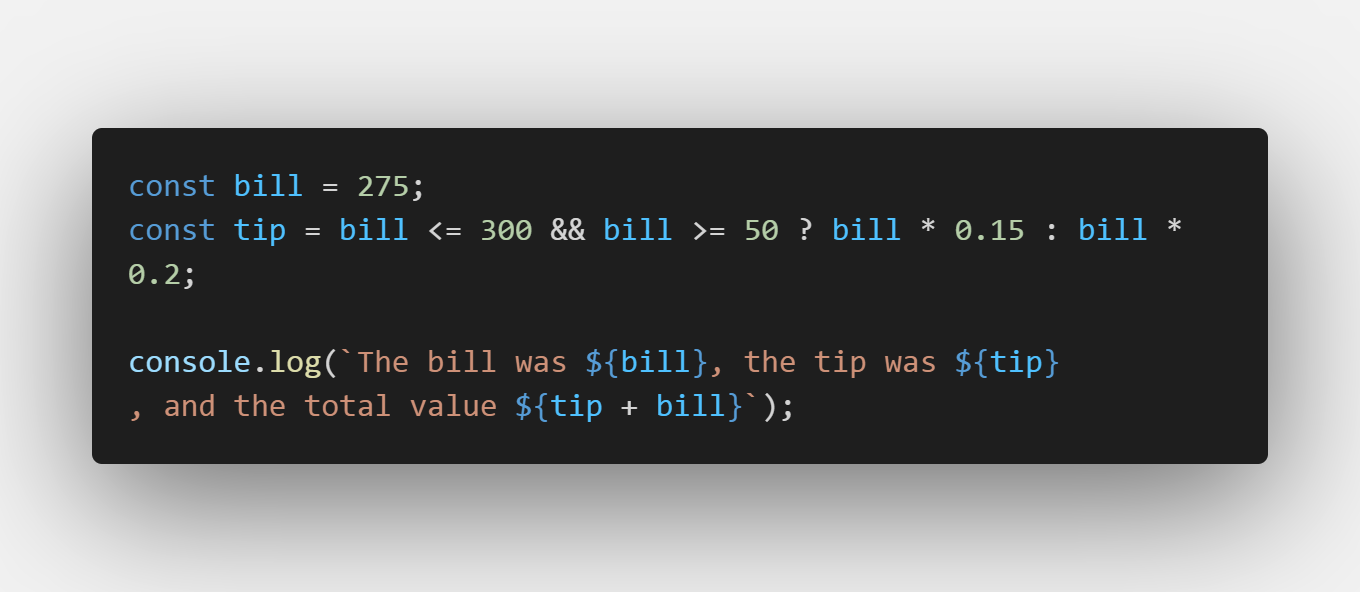 const bill = 275;
const tip = bill <= 300 && bill >= 50 ? bill * 0.15 : bill *
0.2;
console.log(`The bill was ${bill}, the tip was ${tip}
, and the total value ${tip + bill}`);